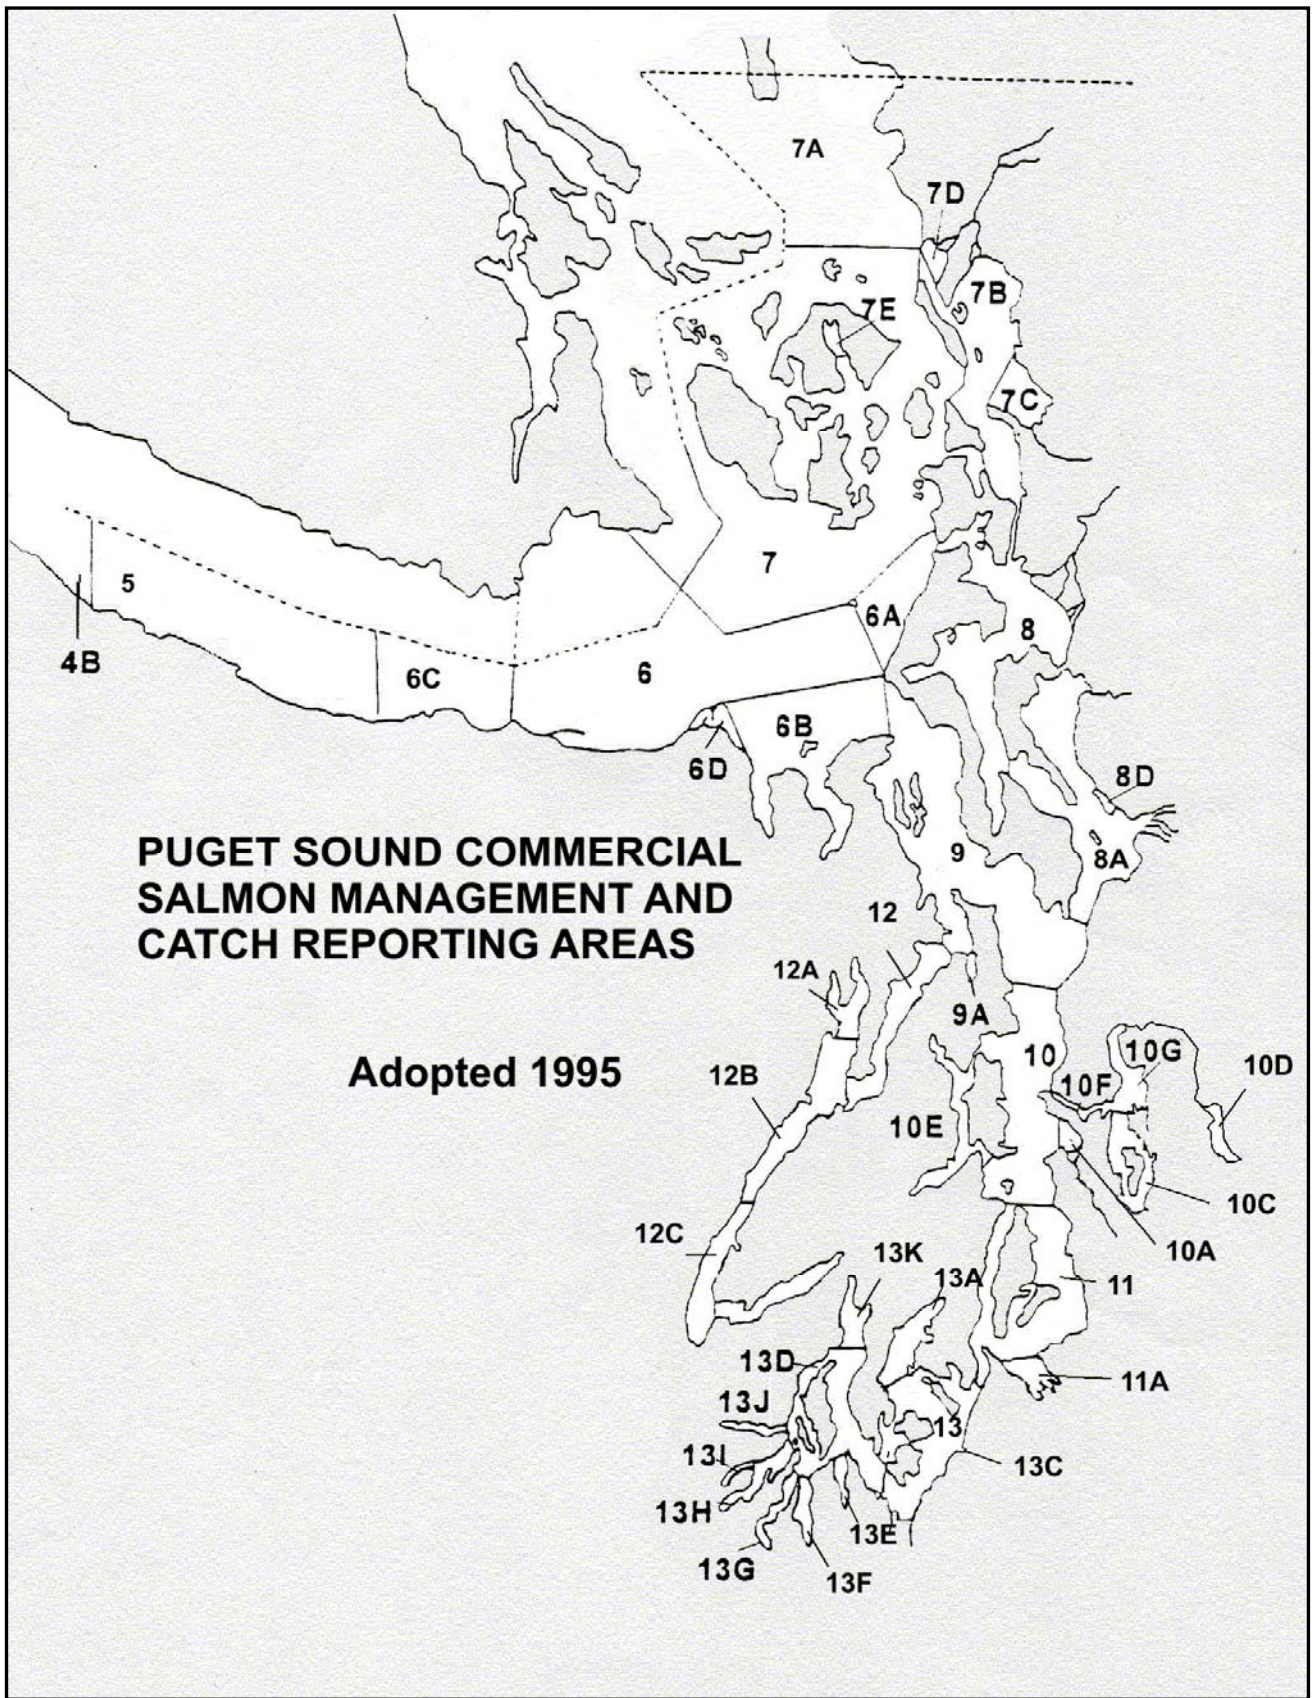 7A
7D
7B
7E
7C
7
5
6A
8
4B
6C
6
6B
6D
8D
PUGET SOUND COMMERCIAL
SALMON MANAGEMENT AND
CATCH REPORTING AREAS
9
8A
12
12A
9A
Adopted 1995
12B
10
10G
10D
10F
10E
10C
12C
10A
13K
13A
11
13D
11A
13J
13
13I
13C
13H
13E
13G
13F